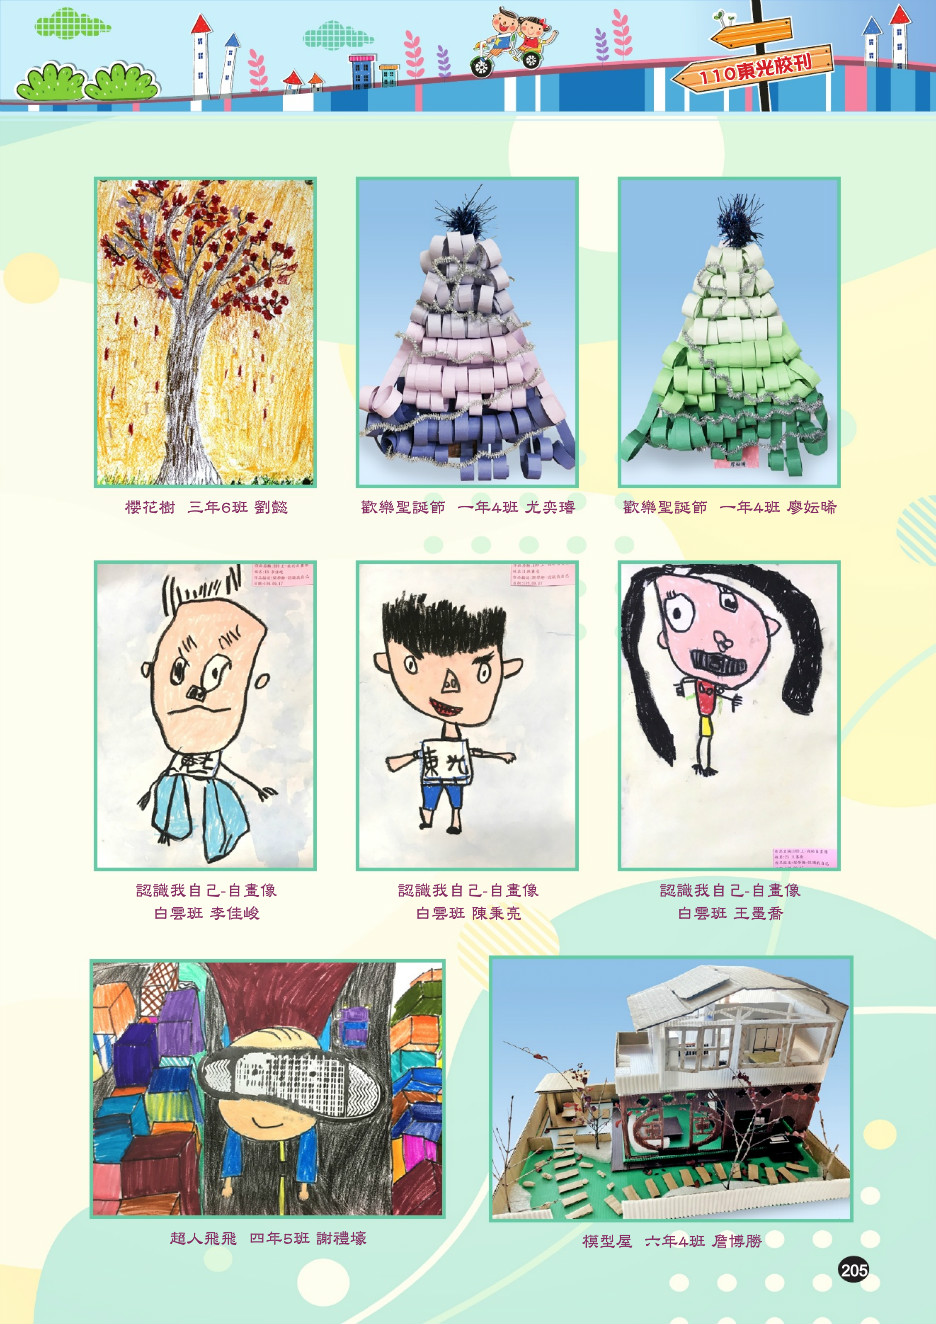 110東光校刊
櫻花樹 三年6班 劉懿
歡樂聖誕節 一年4班 尤奕璿
歡樂聖誕節 一年4班 廖妘晞
東光
認識我自己-自畫像
白雲班 李佳峻
認識我自己-自畫像
白雲班 陳秉亮
認識我自己-自畫像
白雲班 王墨喬
超人飛飛 四年5班 謝禮壕
模型屋 六年4班 詹博勝
205